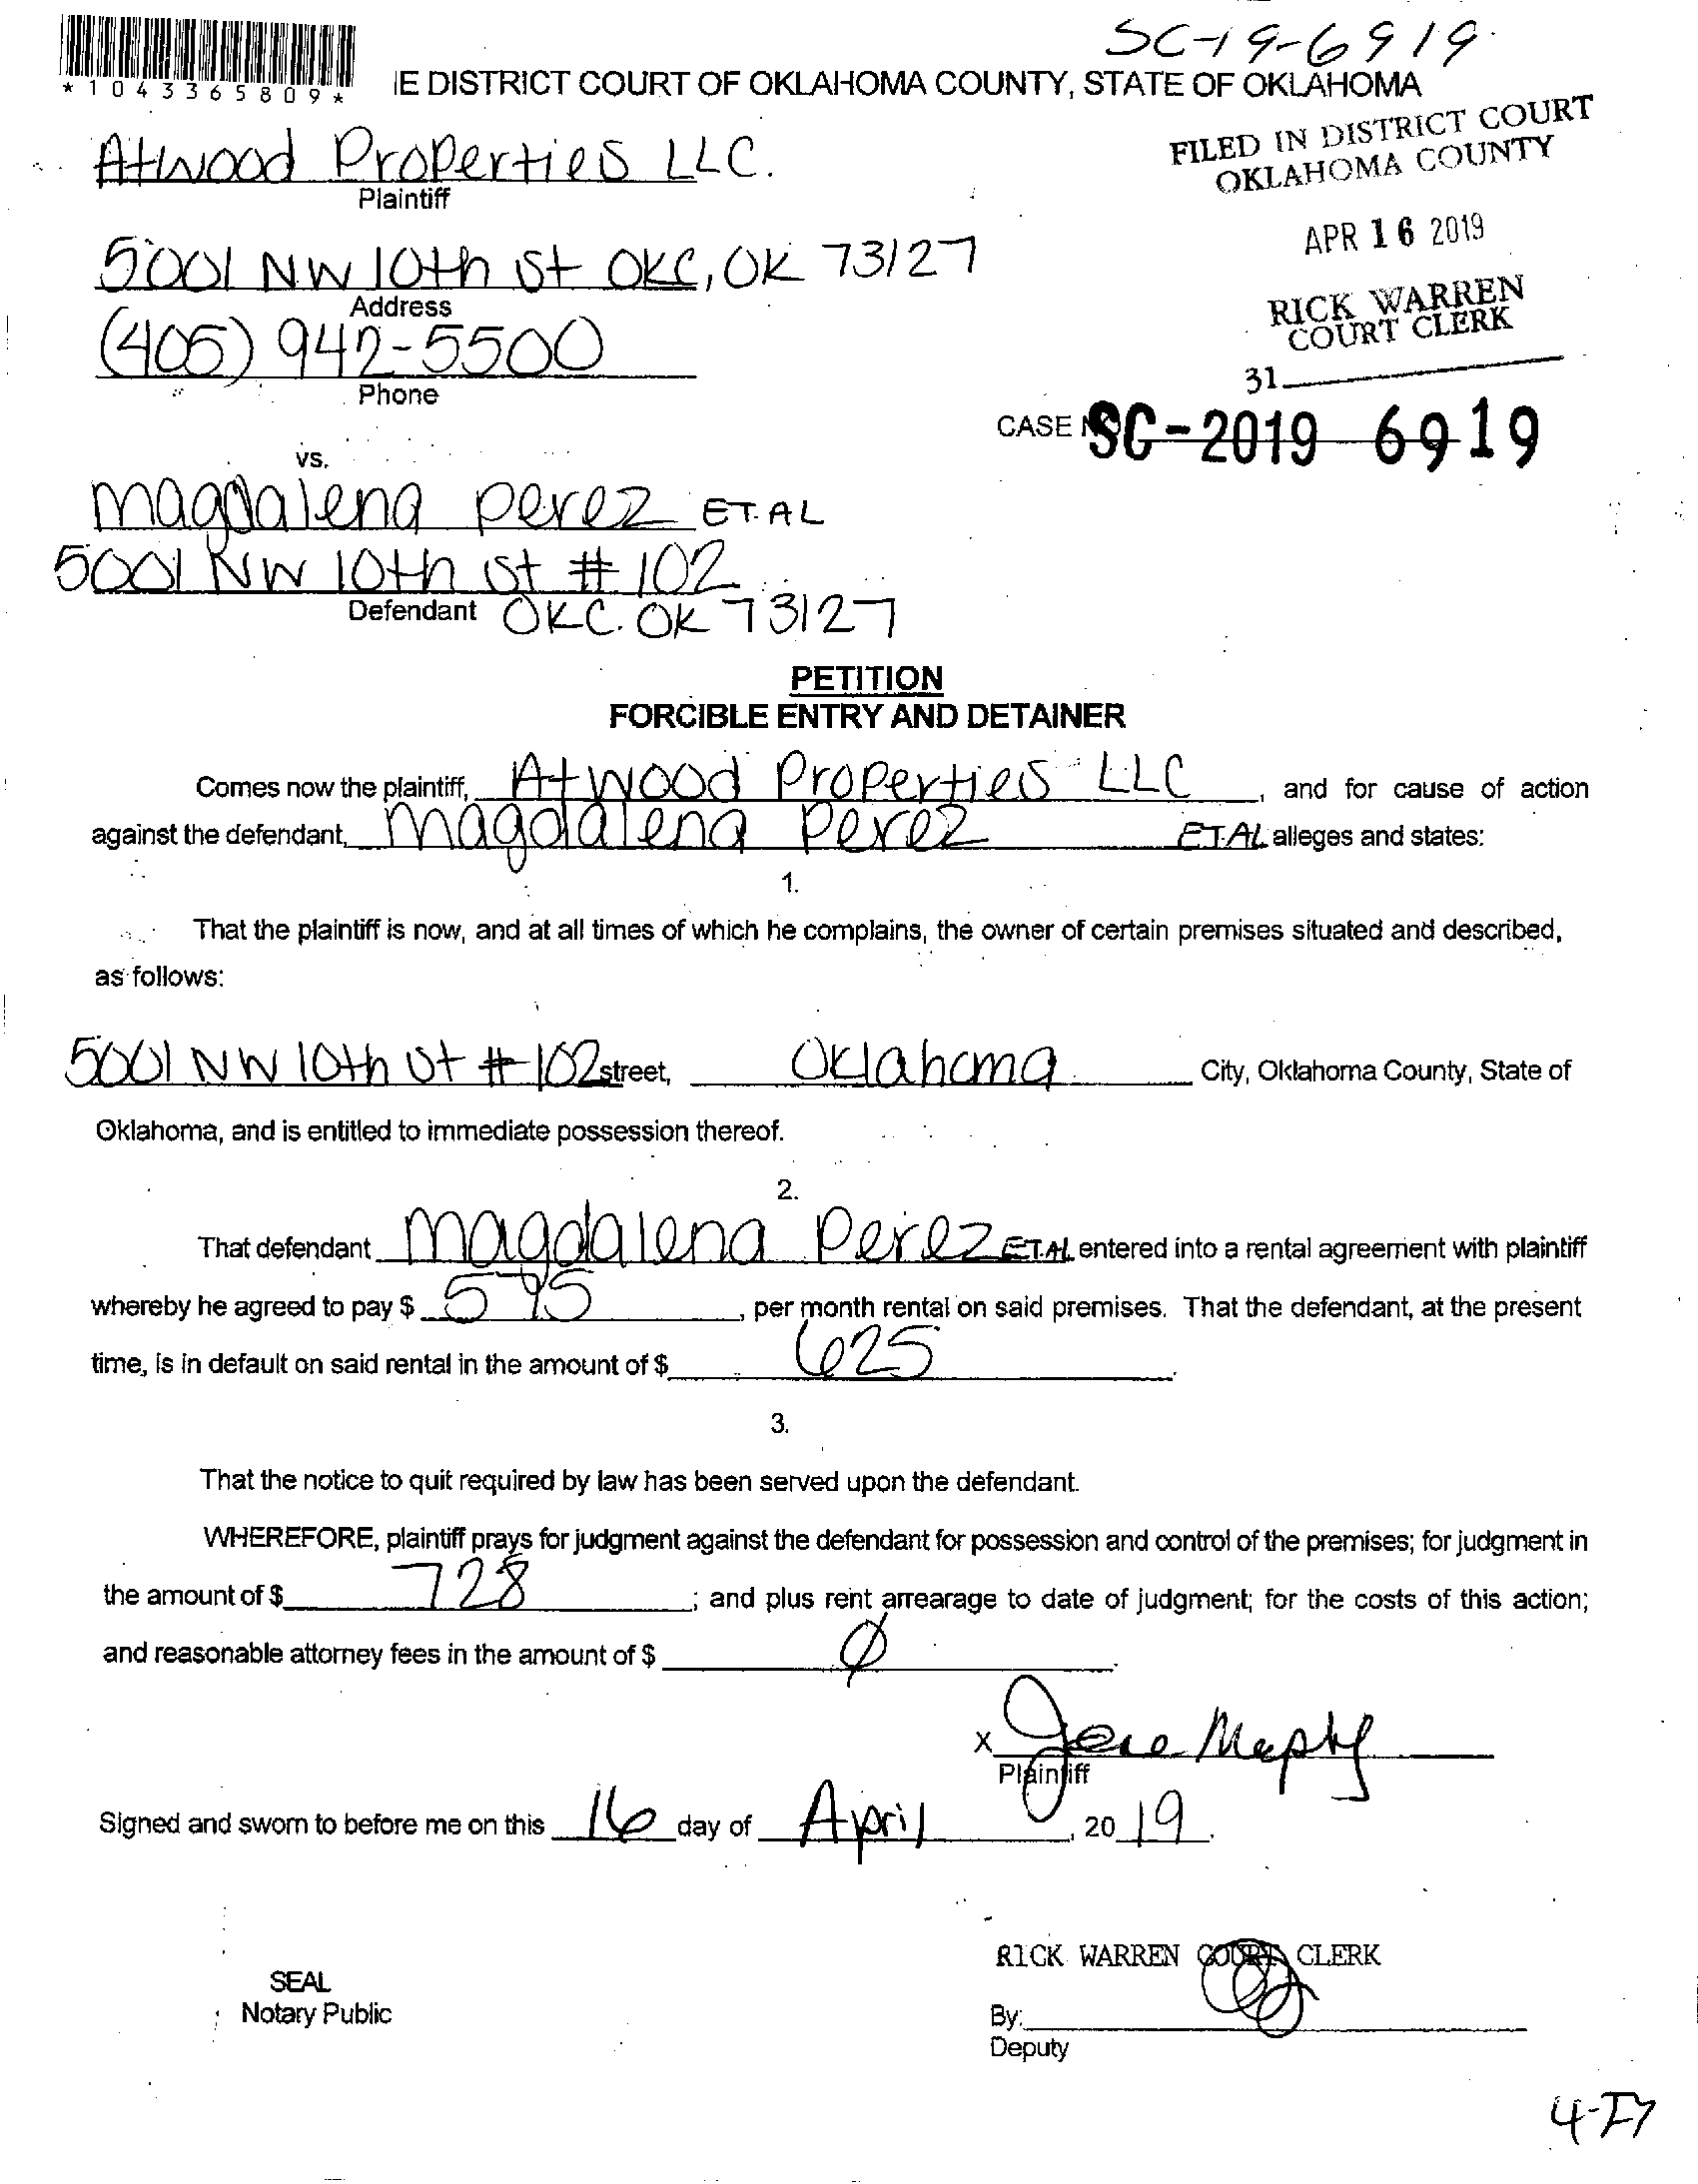 SC-19-6919
*1043365809*
IE DISTRICT COURT OF OKLAHOMA COUNTY, STATE OF OKLAHOMA
Atwood Properties LLC.
Plaintiff
FILED IN DISTRICT COURT
OKLAHOMA COUNTY
5001 NW 10th St OKC, OK 73127
Address
APR 16 2019
(405) 942-5500
Phone
RICK WARREN
COURT CLERK
31
CASE NO SC-2019 6919
vs.
Magdalena Perez ET. AL
5001 NW 10th St # 102
Defendant OKC. OK 73127
PETITION
FORCIBLE ENTRY AND DETAINER
Comes now the plaintiff, Atwood Properties LLC, and for cause of action
against the defendant, Magdalena Perez ET. AL alleges and states:
1.
That the plaintiff is now, and at all times of which he complains, the owner of certain premises situated and described,
as follows:
5001 NW 10th St # 102 street, Oklahoma City, Oklahoma County, State of
Oklahoma, and is entitled to immediate possession thereof.
2.
That defendant Magdalena Perez ET. AL entered into a rental agreement with plaintiff
whereby he agreed to pay $ 595, per month rental on said premises. That the defendant, at the present
time, is in default on said rental in the amount of $ 625.
3.
That the notice to quit required by law has been served upon the defendant.
WHEREFORE, plaintiff prays for judgment against the defendant for possession and control of the premises; for judgment in
the amount of $ 728; and plus rent arrearage to date of judgment; for the costs of this action;
and reasonable attorney fees in the amount of $ Ø.
X
Plaintiff
Signed and sworn to before me on this 16 day of April, 2019.
RICK WARREN COURT CLERK
SEAL
Notary Public
By:
Deputy